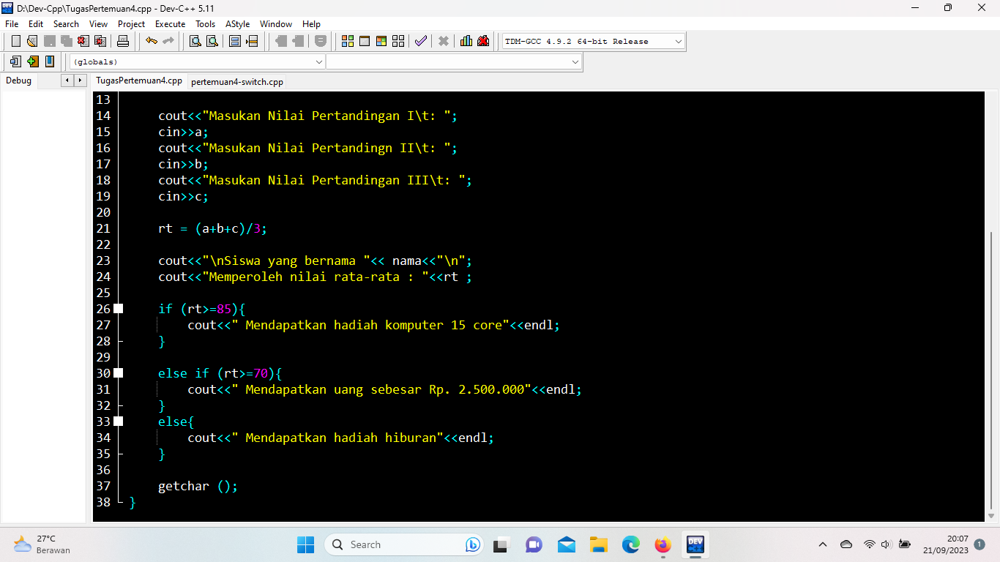 D:\Dev-Cpp\TugasPertemuan4.cpp - Dev-C++ 5.11
File Edit Search View Project Execute Tools AStyle Window Help
TDM-GCC 4.9.2 64-bit Release
(globals)
Debug TugasPertemuan4.cpp pertemuan4-switch.cpp
13
14 cout<<"Masukan Nilai Pertandingan I\t: ";
15 cin>>a;
16 cout<<"Masukan Nilai Pertandingn II\t: ";
17 cin>>b;
18 cout<<"Masukan Nilai Pertandingan III\t: ";
19 cin>>c;
20
21 rt = (a+b+c)/3;
22
23 cout<<"\nSiswa yang bernama "<< nama<<"\n";
24 cout<<"Memperoleh nilai rata-rata : "<<rt ;
25
26 if (rt>=85){
27 cout<<" Mendapatkan hadiah komputer 15 core"<<endl;
28 }
29
30 else if (rt>=70){
31 cout<<" Mendapatkan uang sebesar Rp. 2.500.000"<<endl;
32 }
33 else{
34 cout<<" Mendapatkan hadiah hiburan"<<endl;
35 }
36
37 getchar ();
38 }
27°C
Berawan
Search
DEV
20:07
21/09/2023
1